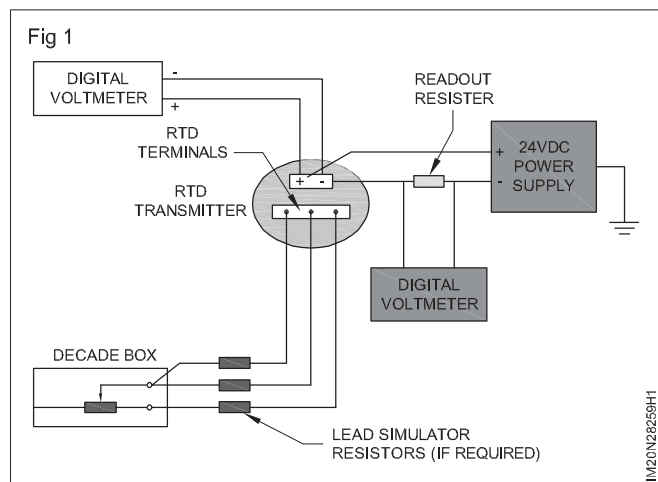 Fig 1
DIGITAL
VOLTMETER
-
+
READOUT
RESISTER
RTD
TERMINALS
RTD
TRANSMITTER
+ -
+
-
24VDC
POWER
SUPPLY
DIGITAL
VOLTMETER
DECADE BOX
LEAD SIMULATOR
RESISTORS (IF REQUIRED)
IM20N28259H1